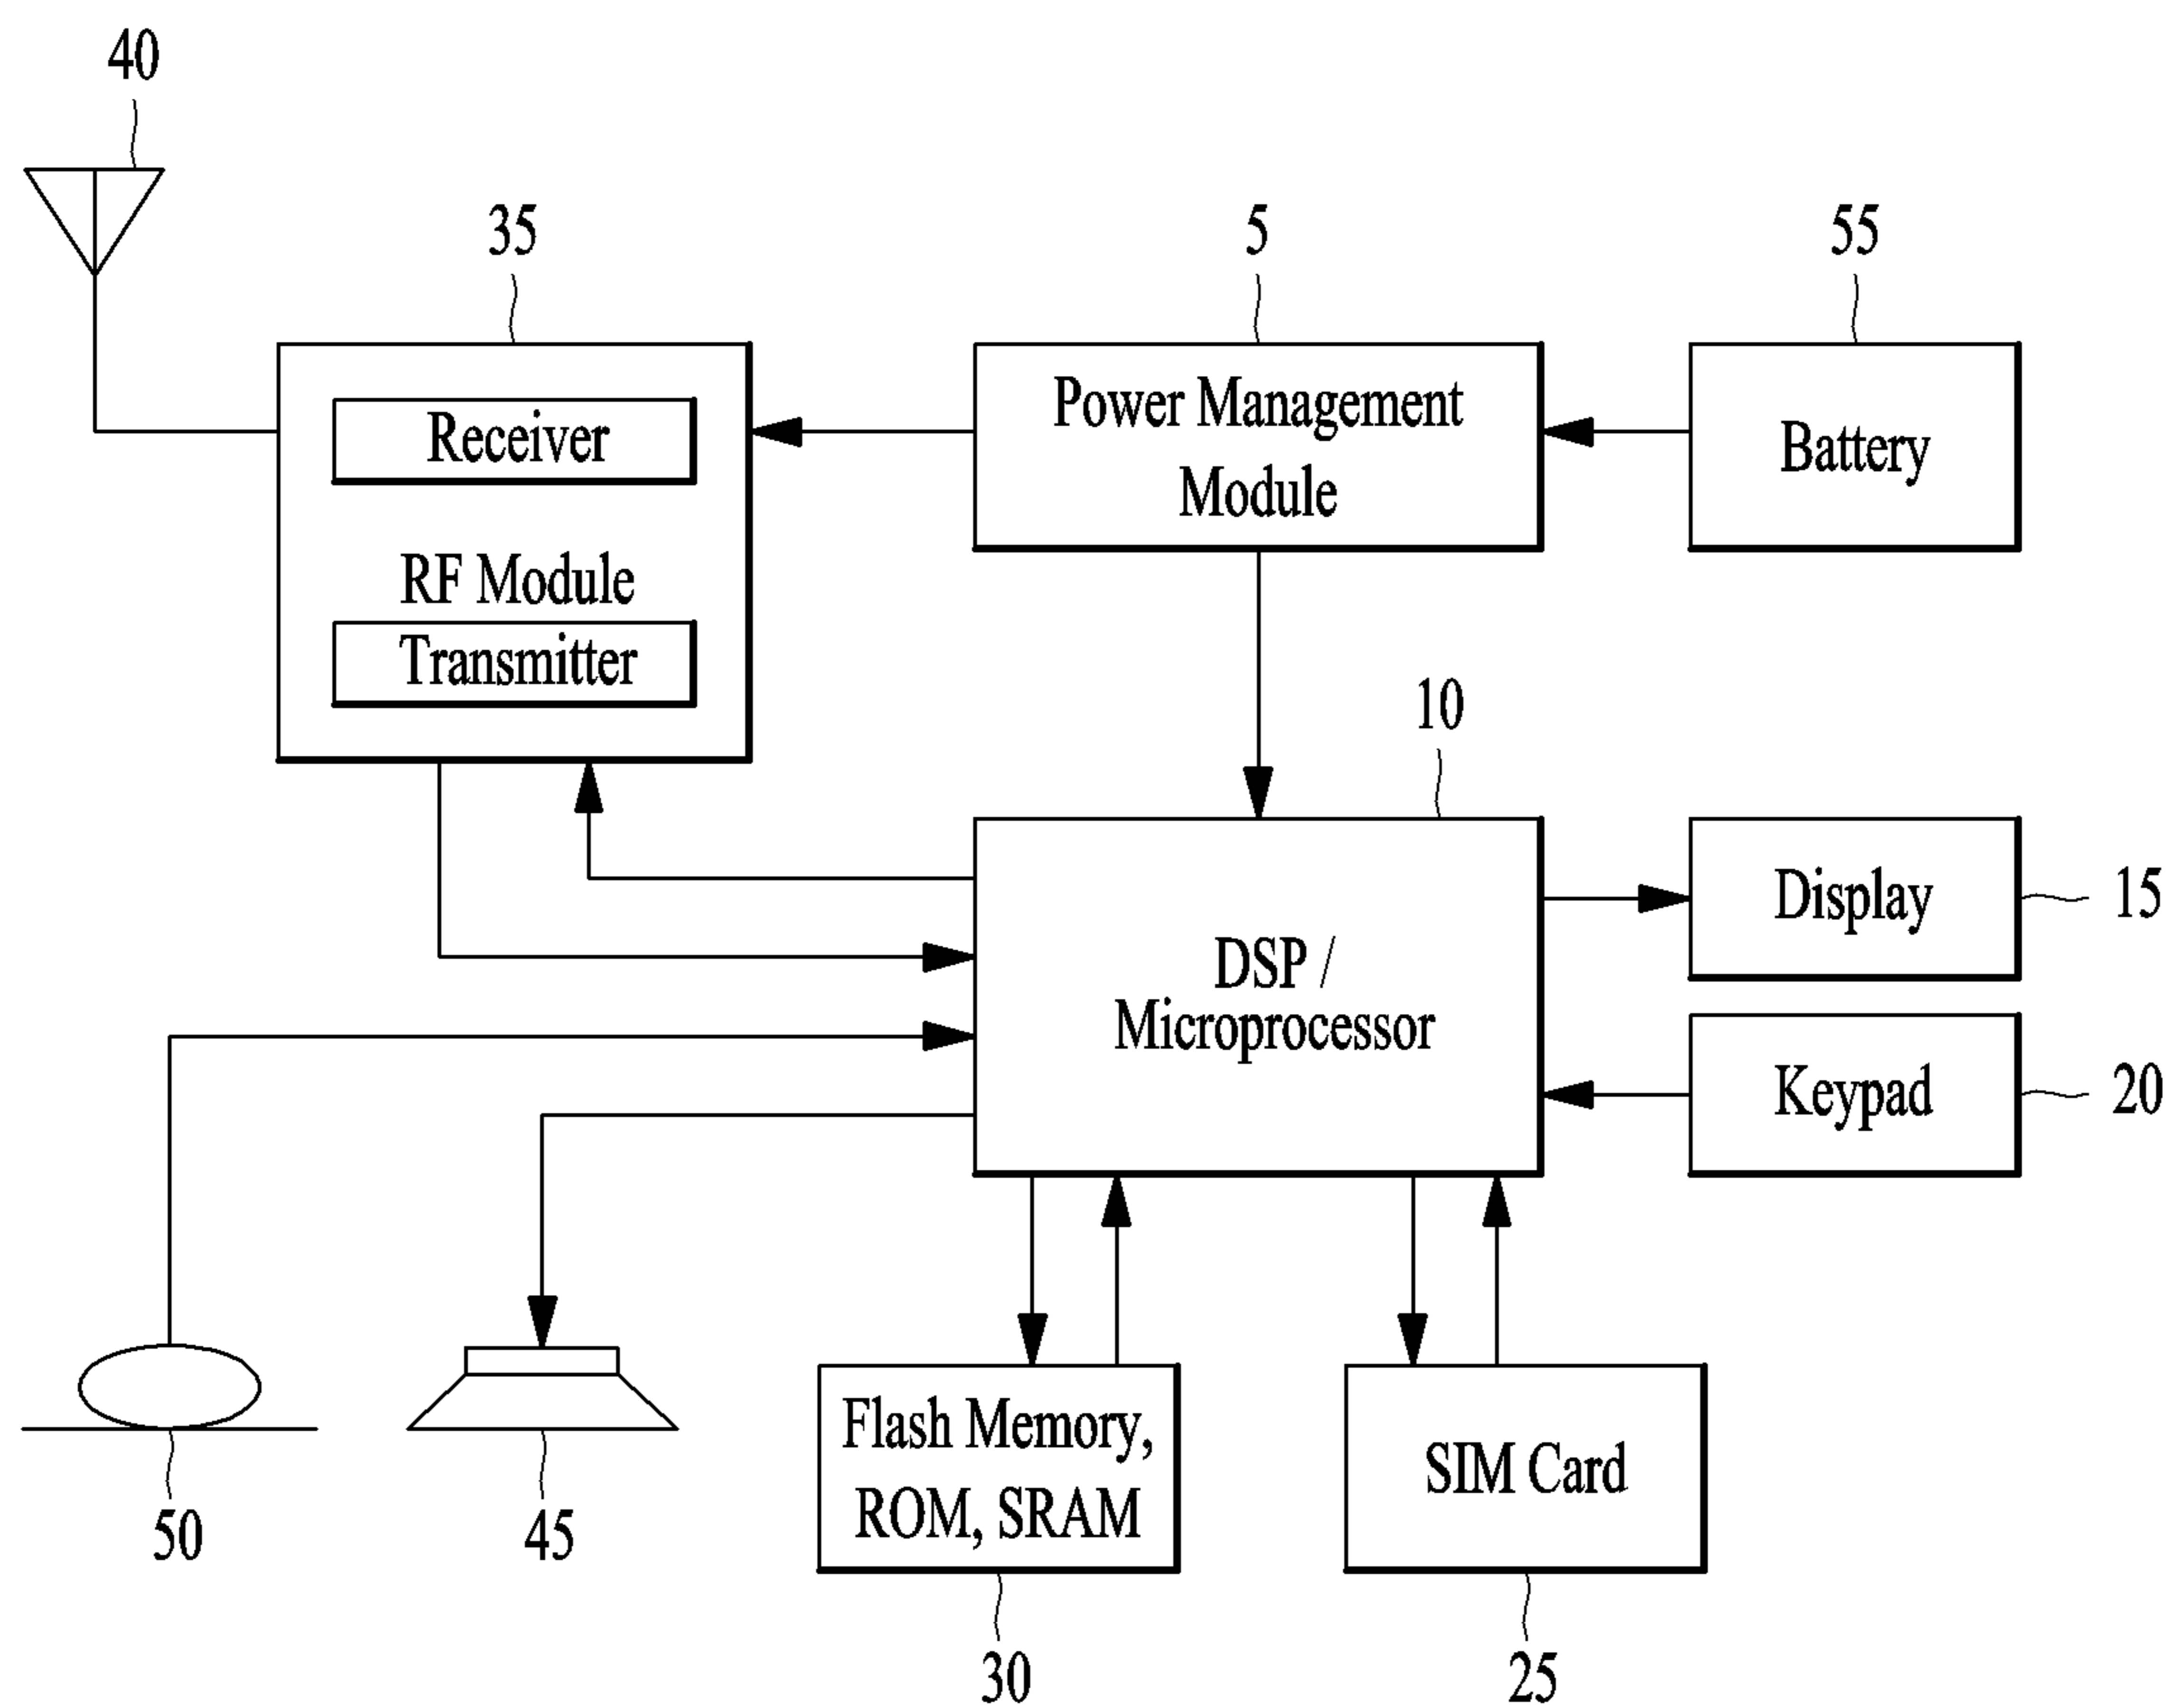 40
35
5
55
Receiver
RF Module
Transmitter
Power Management
Module
Battery
10
DSP /
Microprocessor
Display
15
Keypad
20
50
45
Flash Memory,
ROM, SRAM
30
SIM Card
25